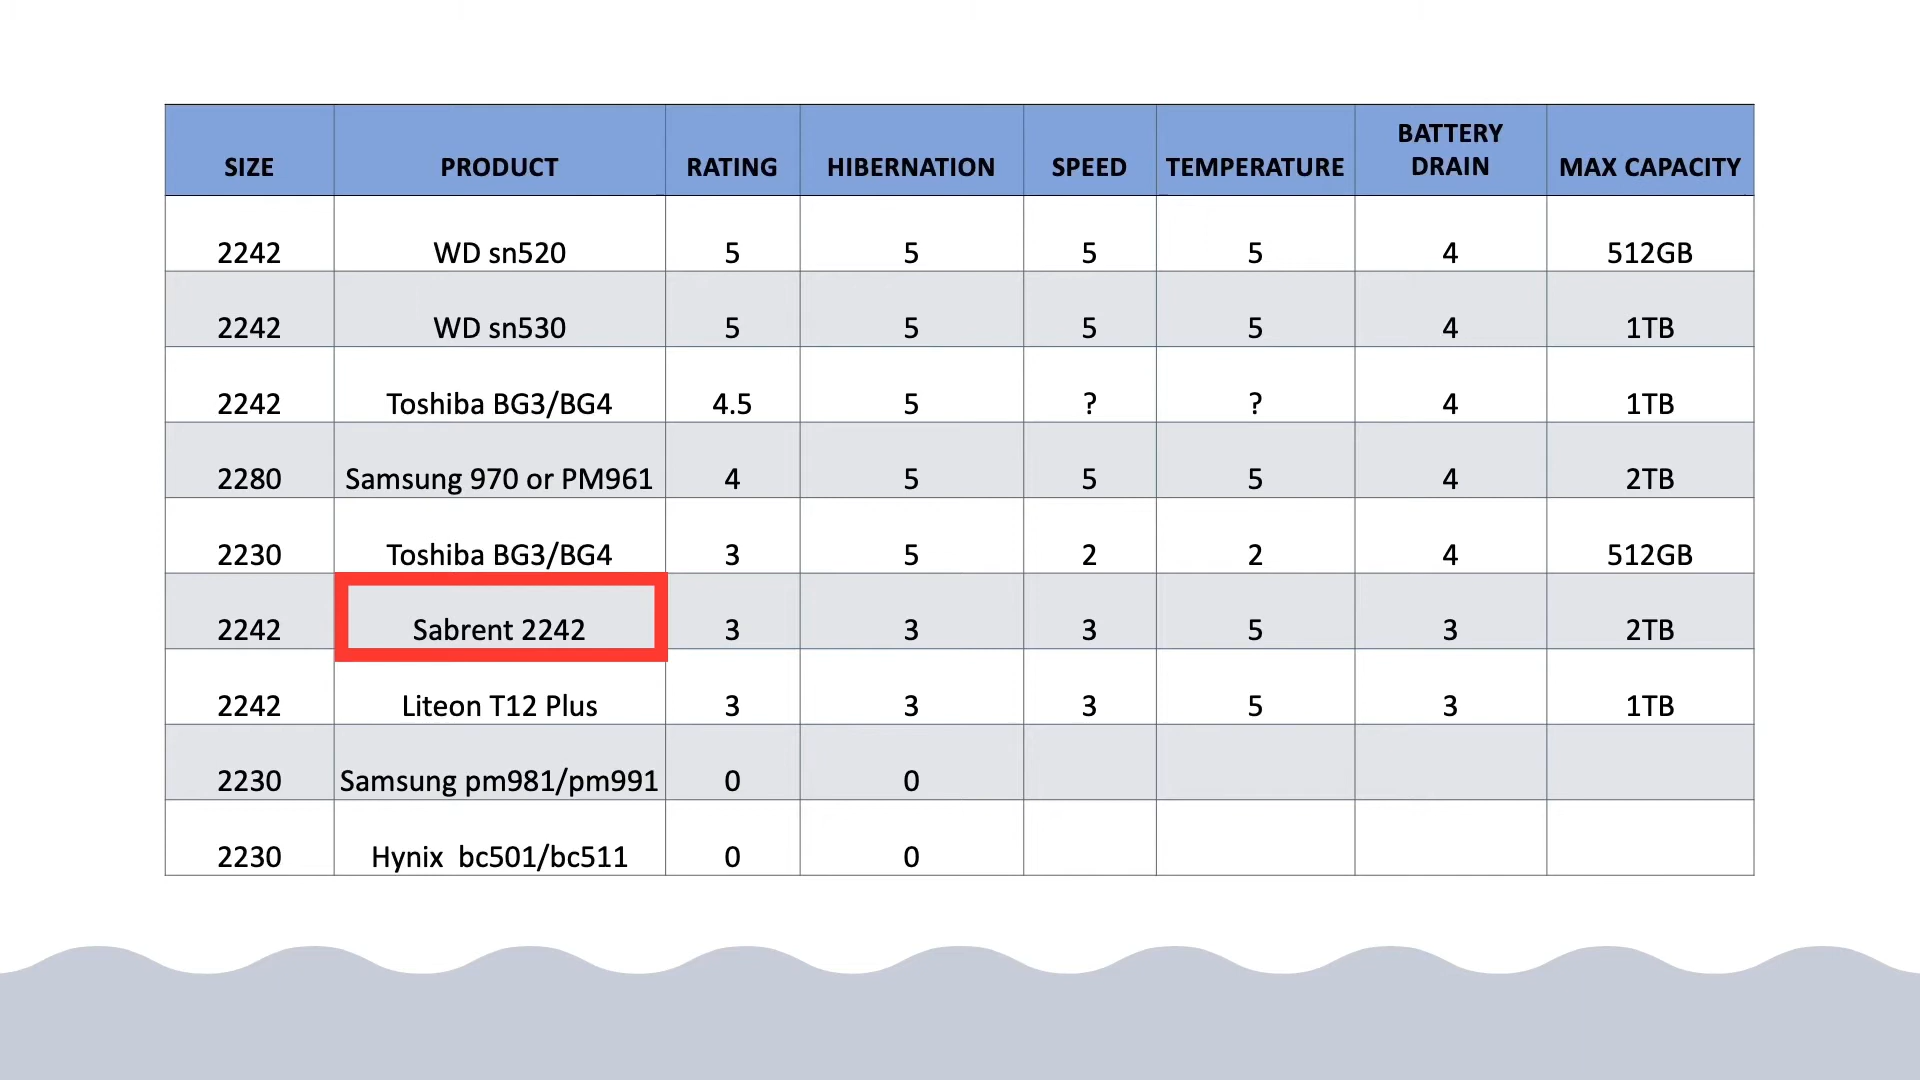 SIZE PRODUCT RATING HIBERNATION SPEED TEMPERATURE BATTERY DRAIN MAX CAPACITY
2242 WD sn520 5 5 5 5 4 512GB
2242 WD sn530 5 5 5 5 4 1TB
2242 Toshiba BG3/BG4 4.5 5 ? ? 4 1TB
2280 Samsung 970 or PM961 4 5 5 5 4 2TB
2230 Toshiba BG3/BG4 3 5 2 2 4 512GB
2242 Sabrent 2242 3 3 3 5 3 2TB
2242 Liteon T12 Plus 3 3 3 5 3 1TB
2230 Samsung pm981/pm991 0 0
2230 Hynix bc501/bc511 0 0